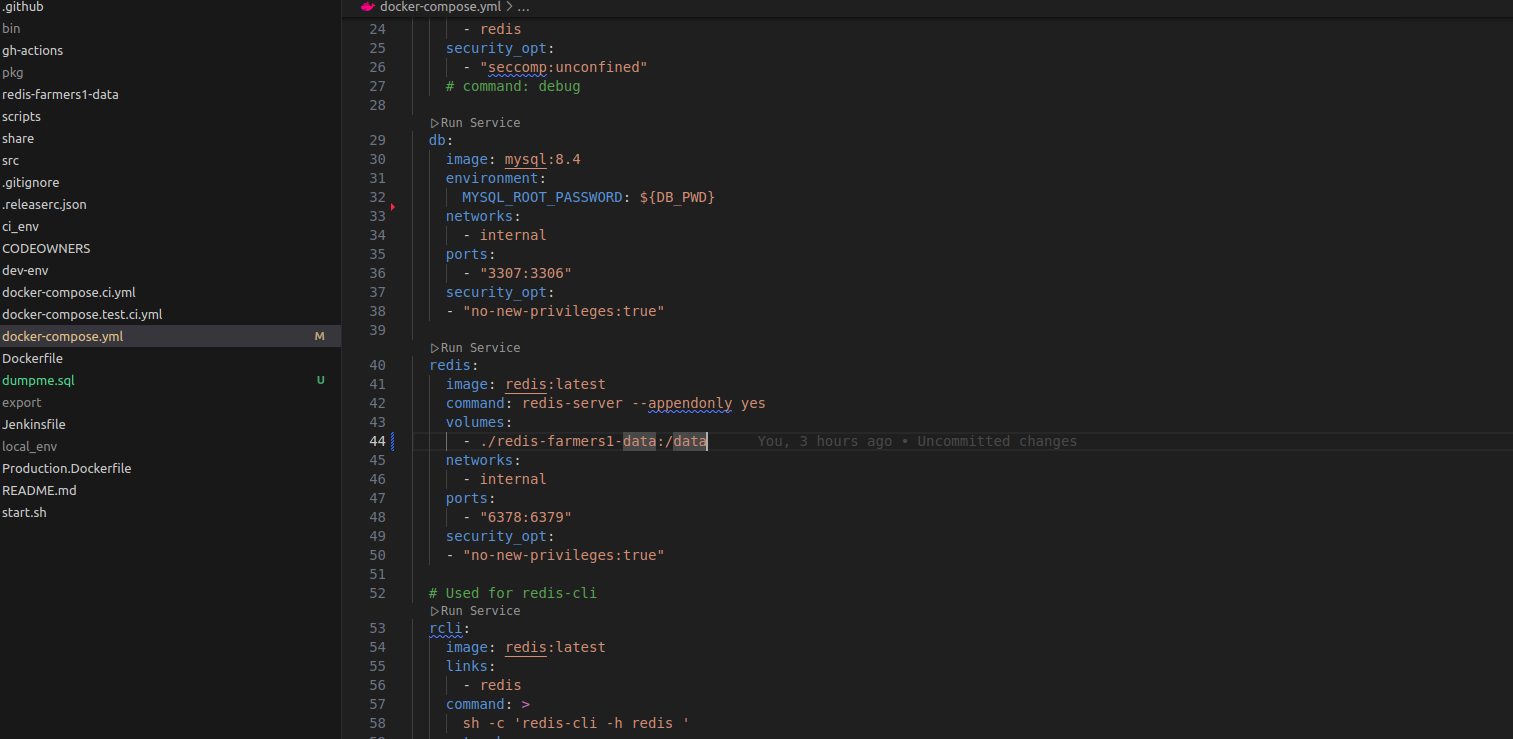 .github
bin
gh-actions
pkg
redis-farmers1-data
scripts
share
src
.gitignore
.releaserc.json
ci_env
CODEOWNERS
dev-env
docker-compose.ci.yml
docker-compose.test.ci.yml
docker-compose.yml M
Dockerfile
dumpme.sql U
export
Jenkinsfile
local_env
Production.Dockerfile
README.md
start.sh
docker-compose.yml > ...
24 - redis
25 security_opt:
26 - "seccomp:unconfined"
27 # command: debug
28
Run Service
29 db:
30 image: mysql:8.4
31 environment:
32 MYSQL_ROOT_PASSWORD: ${DB_PWD}
33 networks:
34 - internal
35 ports:
36 - "3307:3306"
37 security_opt:
38 - "no-new-privileges:true"
39
Run Service
40 redis:
41 image: redis:latest
42 command: redis-server --appendonly yes
43 volumes:
44 - ./redis-farmers1-data:/data You, 3 hours ago • Uncommitted changes
45 networks:
46 - internal
47 ports:
48 - "6378:6379"
49 security_opt:
50 - "no-new-privileges:true"
51
52 # Used for redis-cli
Run Service
53 rcli:
54 image: redis:latest
55 links:
56 - redis
57 command: >
58 sh -c 'redis-cli -h redis '